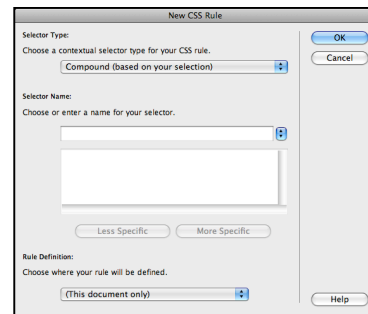 New CSS Rule
Selector Type:
Choose a contextual selector type for your CSS rule.
Compound (based on your selection)
OK
Cancel
Selector Name:
Choose or enter a name for your selector.
Less Specific
More Specific
Rule Definition:
Choose where your rule will be defined.
(This document only)
Help